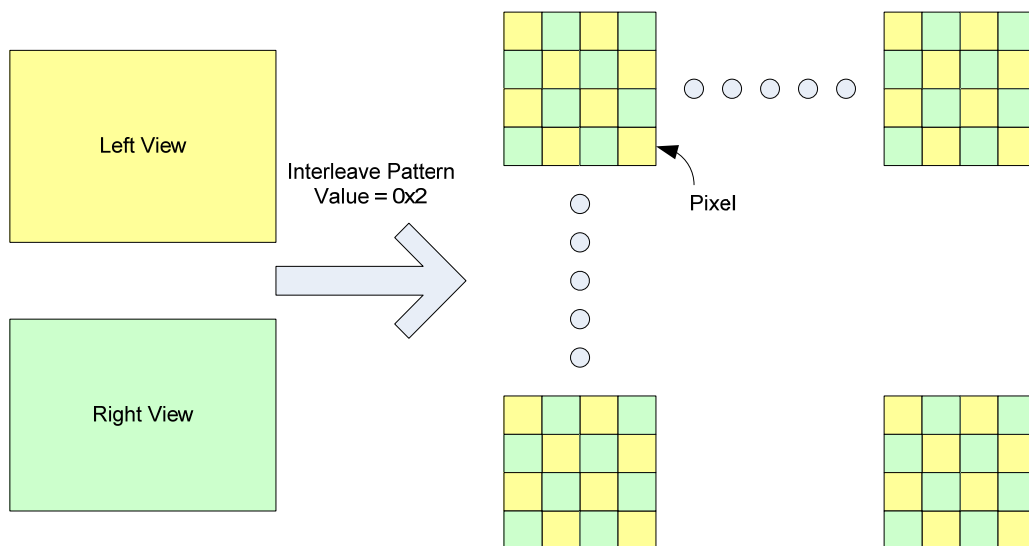 Left View
Interleave Pattern
Value = 0x2
Pixel
Right View